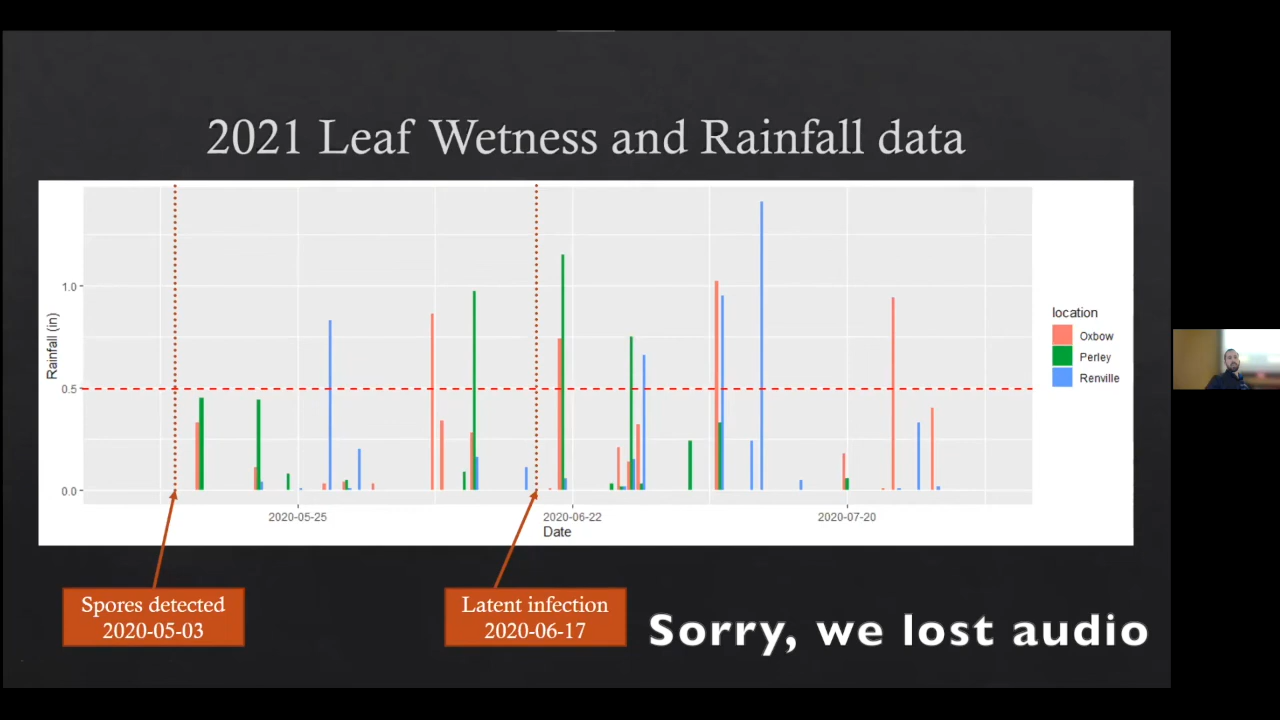 2021 Leaf Wetness and Rainfall data
1.0
0.5
0.0
Rainfall (in)
2020-05-25
2020-06-22
2020-07-20
Date
location
Oxbow
Perley
Renville
Spores detected
2020-05-03
Latent infection
2020-06-17
Sorry, we lost audio